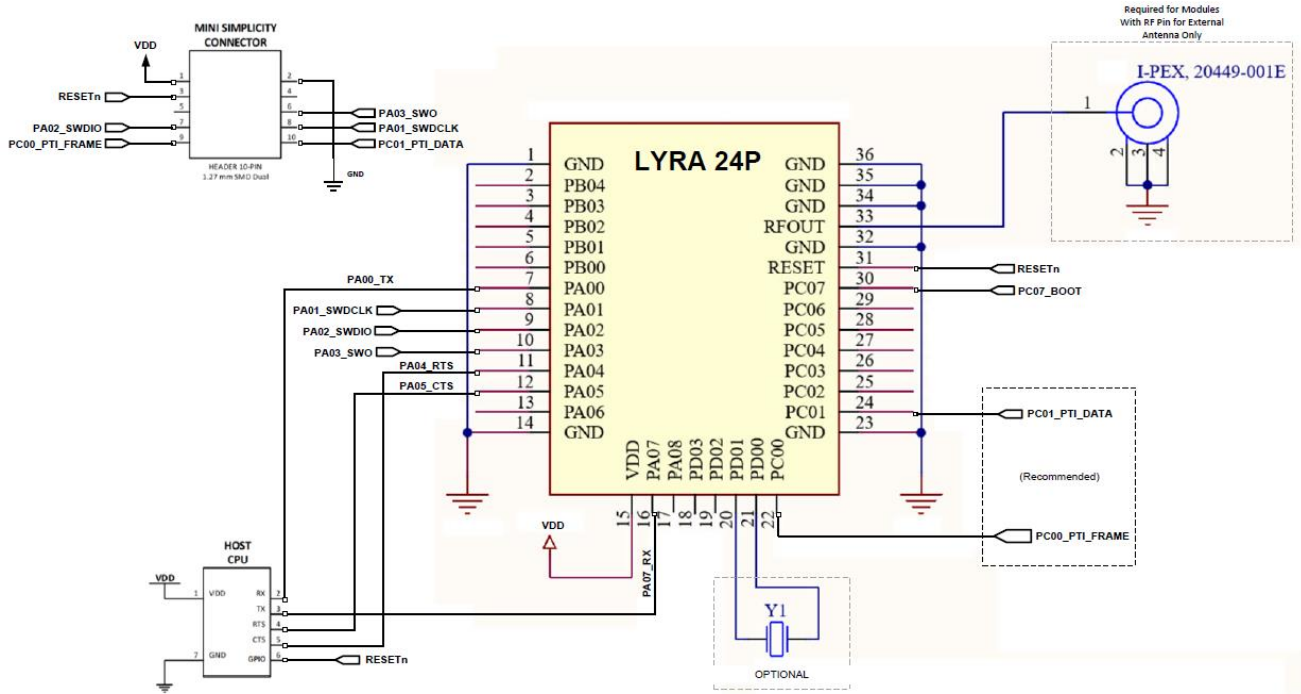 Required for Modules
With RF Pin for External
Antenna Only
I-PEX, 20449-001E
1
2
3
4
MINI SIMPLICITY
CONNECTOR
VDD
1
2
3
4
5
6
7
8
9
10
RESETn
PA02_SWDIO
PC00_PTI_FRAME
PA03_SWO
PA01_SWDCLK
PC01_PTI_DATA
HEADER 10-PIN
GND
LYRA 24P
1 GND
2 PB04
3 PB03
4 PB02
5 PB01
6 PB00
7 PA00
8 PA01
9 PA02
10 PA03
11 PA04
12 PA05
13 PA06
14 GND
GND 36
GND 35
GND 34
RFOUT 33
GND 32
RESET 31
PC07 30
PC06 29
PC05 28
PC04 27
PC03 26
PC02 25
PC01 24
GND 23
VDD 15
PA07 16
PA08 17
PD03 18
PD02 19
PD01 20
PD00 21
PC00 22
PA00_TX
PA01_SWDCLK
PA02_SWDIO
PA03_SWO
PA04_RTS
PA05_CTS
PA07_RX
VDD
RESETn
PC07_BOOT
PC01_PTI_DATA
(Recommended)
PC00_PTI_FRAME
Y1
OPTIONAL
HOST
CPU
VDD
1 VDD
RX 2
TX 3
RTS 4
CTS 5
7 GND
GPIO 6
RESETn